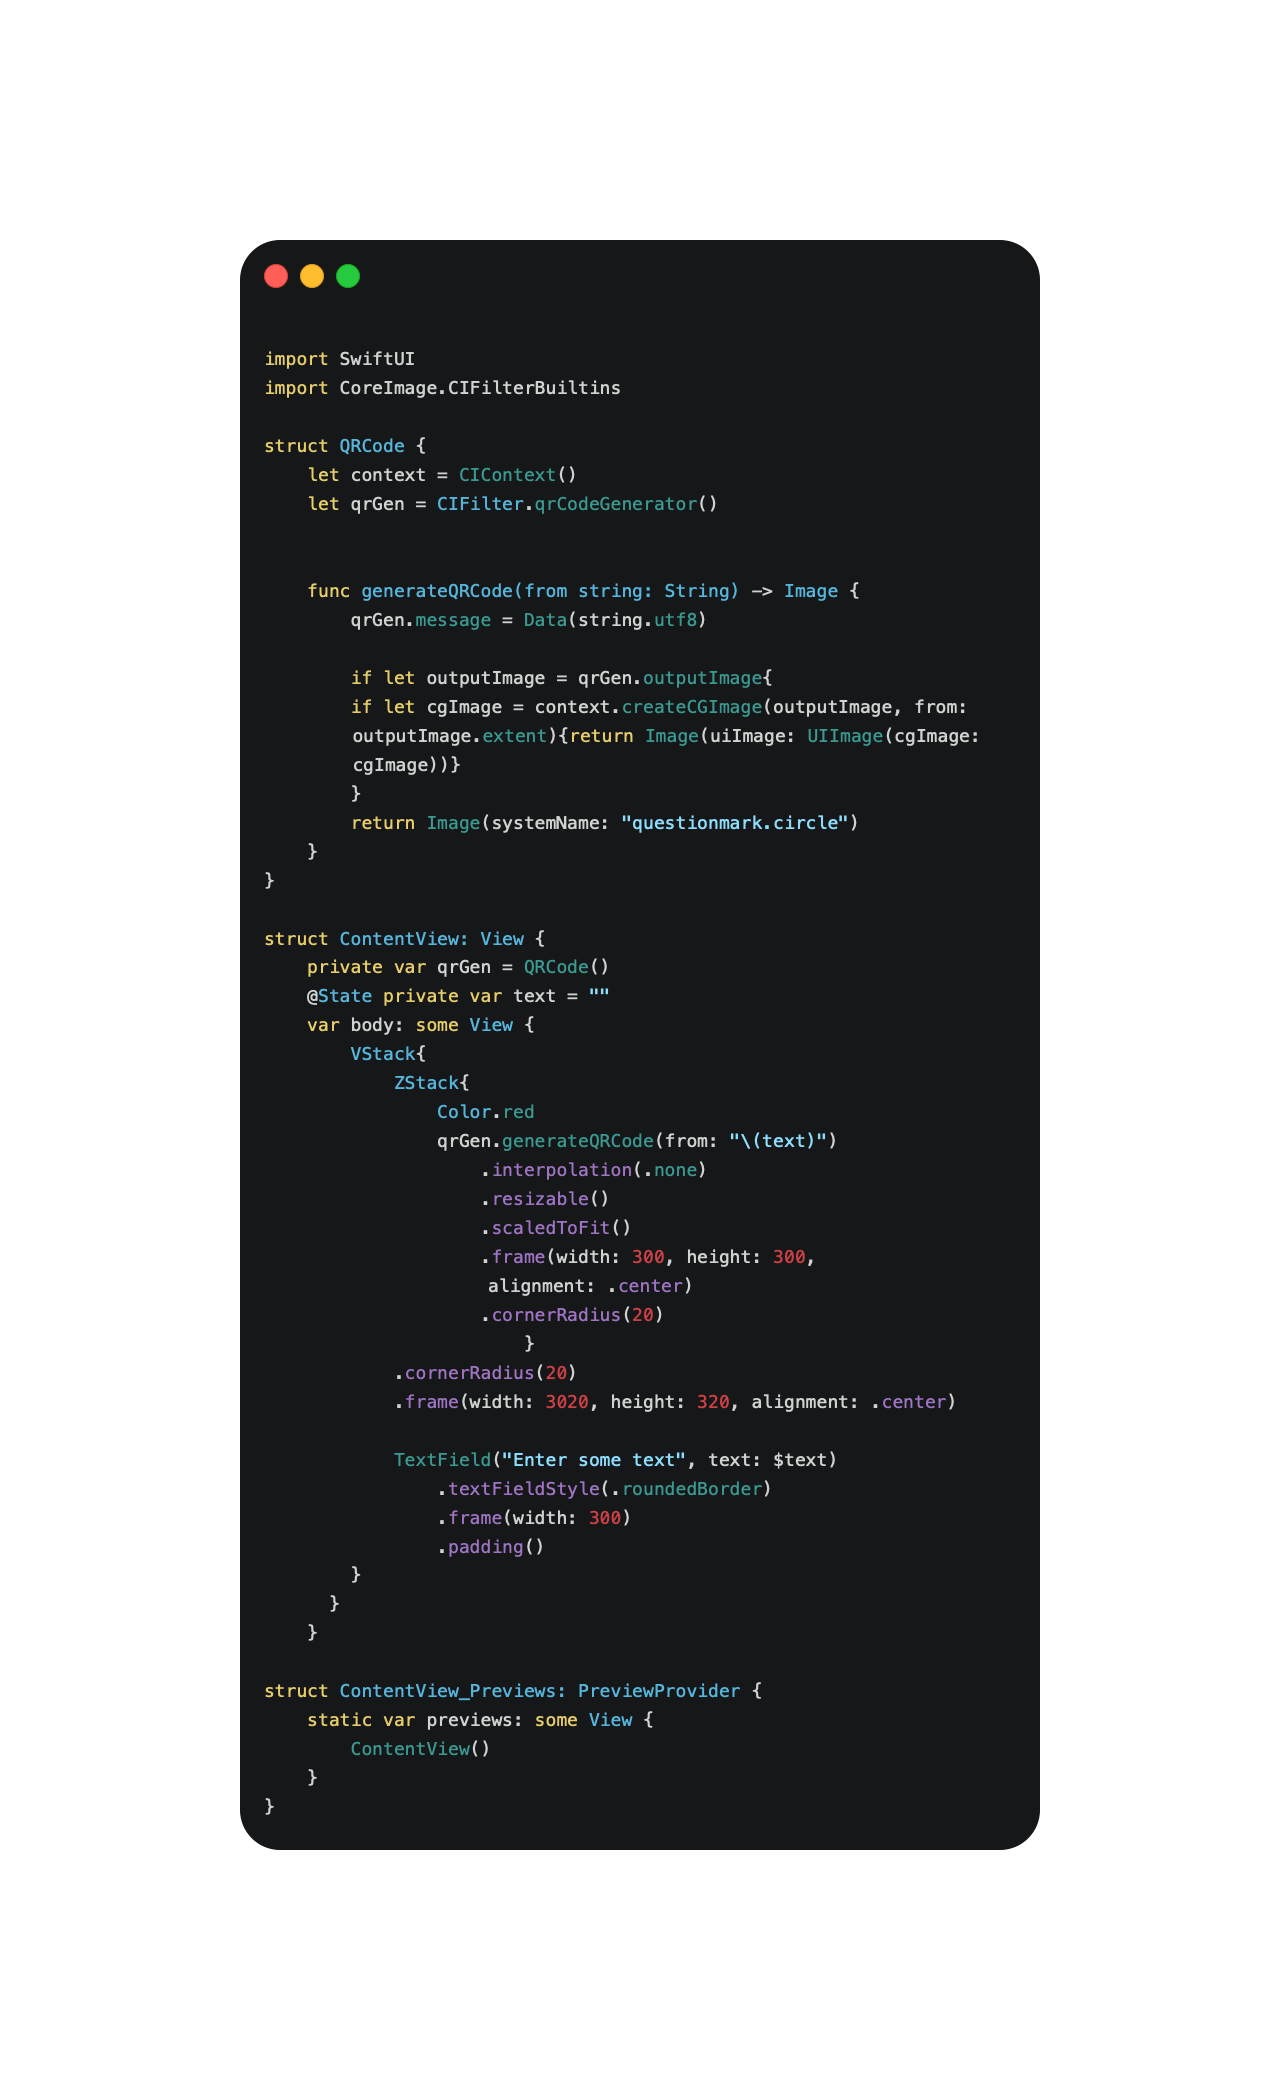 import SwiftUI
import CoreImage.CIFilterBuiltins
struct QRCode {
let context = CIContext()
let qrGen = CIFilter.qrCodeGenerator()
func generateQRCode(from string: String) -> Image {
qrGen.message = Data(string.utf8)
if let outputImage = qrGen.outputImage{
if let cgImage = context.createCGImage(outputImage, from:
outputImage.extent){return Image(uiImage: UIImage(cgImage:
cgImage))}
}
return Image(systemName: "questionmark.circle")
}
}
struct ContentView: View {
private var qrGen = QRCode()
@State private var text = ""
var body: some View {
VStack{
ZStack{
Color.red
qrGen.generateQRCode(from: "\(text)")
.interpolation(.none)
.resizable()
.scaledToFit()
.frame(width: 300, height: 300,
alignment: .center)
.cornerRadius(20)
}
.cornerRadius(20)
.frame(width: 3020, height: 320, alignment: .center)
TextField("Enter some text", text: $text)
.textFieldStyle(.roundedBorder)
.frame(width: 300)
.padding()
}
}
}
struct ContentView_Previews: PreviewProvider {
static var previews: some View {
ContentView()
}
}